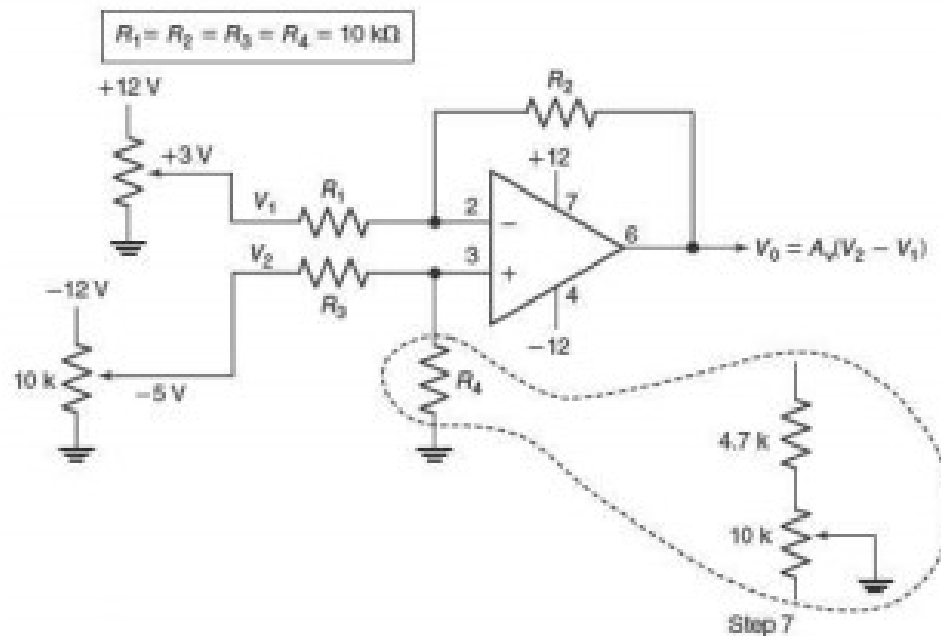 R1 = R2 = R3 = R4 = 10 kΩ
+12 V
R2
+3 V
+12
V1
R1
2
−
7
6
V0 = Av(V2 − V1)
V2
3
+
R3
4
−12 V
−12
10 k
−5 V
R4
4.7 k
10 k
Step 7